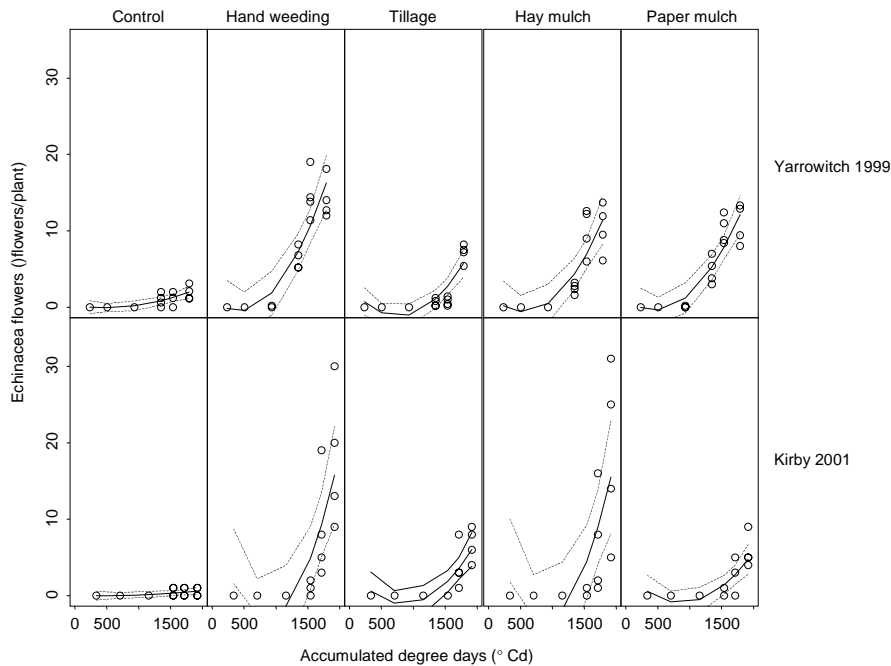 Control Hand weeding Tillage Hay mulch Paper mulch
30
20
10
0
Yarrowitch 1999
Echinacea flowers ()flowers/plant)
30
20
10
0
Kirby 2001
0 500 1500 0 500 1500 0 500 1500 0 500 1500 0 500 1500
Accumulated degree days (° Cd)